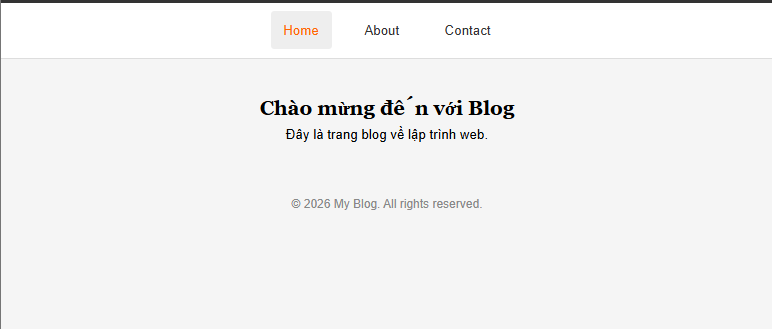 Home About Contact
Chào mừng đến với Blog
Đây là trang blog về lập trình web.
© 2026 My Blog. All rights reserved.